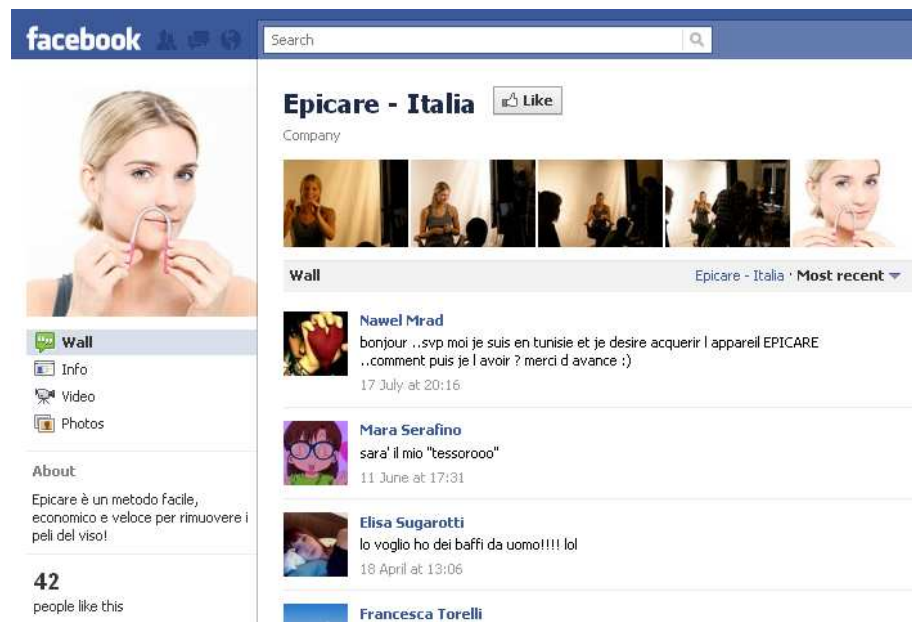 facebook
Search
Epicare - Italia
Like
Company
Wall
Epicare - Italia · Most recent
Wall
Info
Video
Photos
About
Epicare è un metodo facile,
economico e veloce per rimuovere i
peli del viso!
42
people like this
Nawel Mrad
bonjour ..svp moi je suis en tunisie et je desire acquerir l appareil EPICARE
..comment puis je l avoir ? merci d avance :)
17 July at 20:16
Mara Serafino
sara' il mio "tessorooo"
11 June at 17:31
Elisa Sugarotti
lo voglio ho dei baffi da uomo!!!! lol
18 April at 13:06
Francesca Torelli